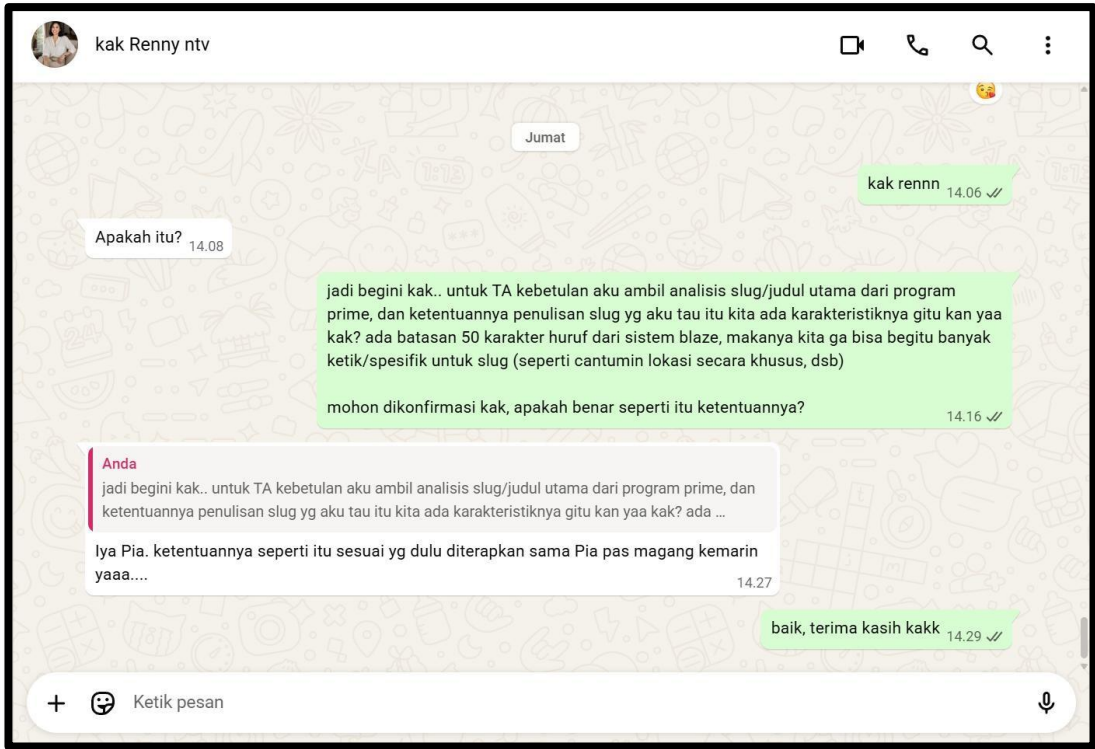 kak Renny ntv
Jumat
kak rennn 14.06
Apakah itu? 14.08
jadi begini kak.. untuk TA kebetulan aku ambil analisis slug/judul utama dari program
prime, dan ketentuannya penulisan slug yg aku tau itu kita ada karakteristiknya gitu kan yaa
kak? ada batasan 50 karakter huruf dari sistem blaze, makanya kita ga bisa begitu banyak
ketik/spesifik untuk slug (seperti cantumin lokasi secara khusus, dsb)
mohon dikonfirmasi kak, apakah benar seperti itu ketentuannya? 14.16
Anda
jadi begini kak.. untuk TA kebetulan aku ambil analisis slug/judul utama dari program prime, dan
ketentuannya penulisan slug yg aku tau itu kita ada karakteristiknya gitu kan yaa kak? ada ...
Iya Pia. ketentuannya seperti itu sesuai yg dulu diterapkan sama Pia pas magang kemarin
yaaa.... 14.27
baik, terima kasih kakk 14.29
Ketik pesan